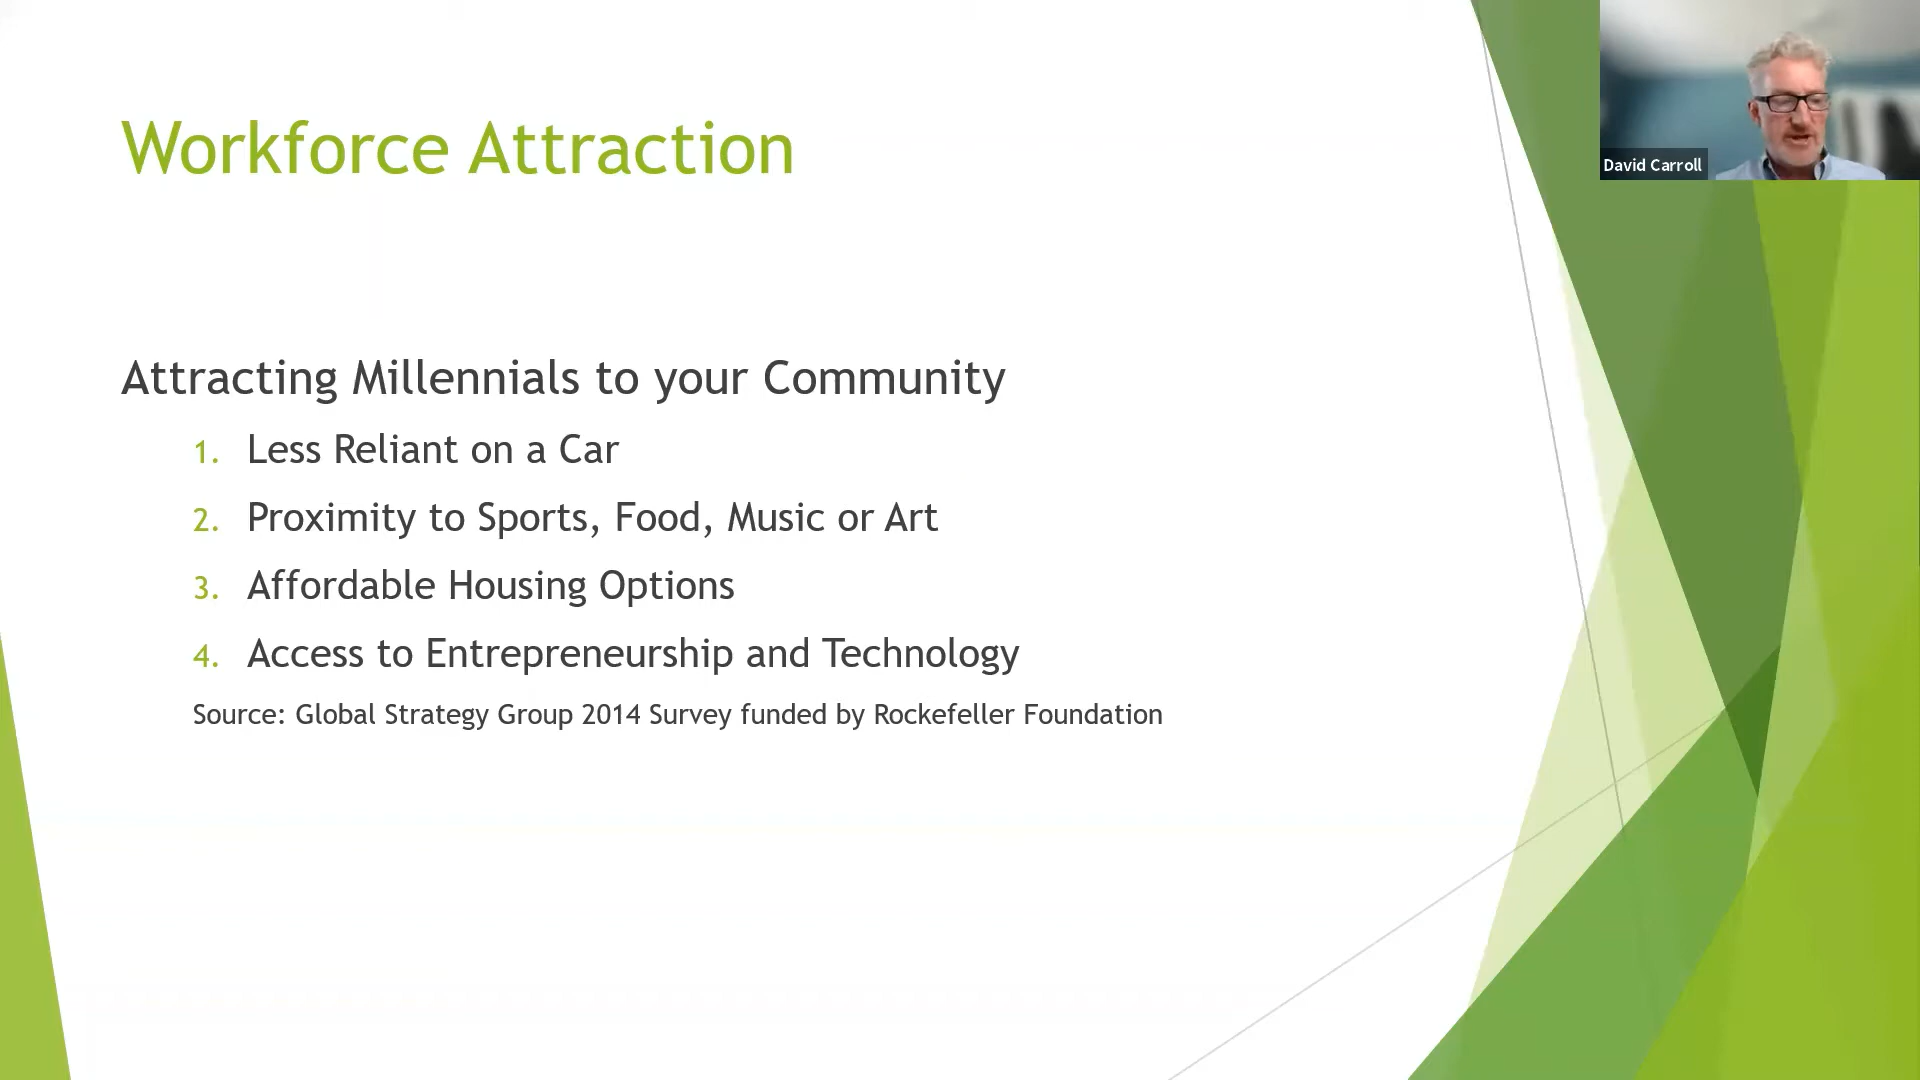 Workforce Attraction
David Carroll
Attracting Millennials to your Community
1. Less Reliant on a Car
2. Proximity to Sports, Food, Music or Art
3. Affordable Housing Options
4. Access to Entrepreneurship and Technology
Source: Global Strategy Group 2014 Survey funded by Rockefeller Foundation